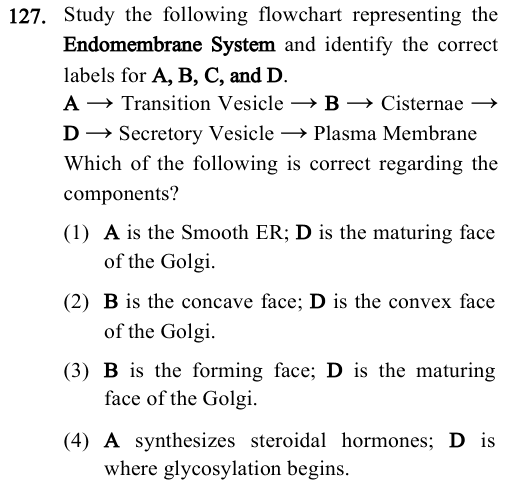 127. Study the following flowchart representing the
Endomembrane System and identify the correct
labels for A, B, C, and D.
A → Transition Vesicle → B → Cisternae →
D → Secretory Vesicle → Plasma Membrane
Which of the following is correct regarding the
components?
(1) A is the Smooth ER; D is the maturing face
of the Golgi.
(2) B is the concave face; D is the convex face
of the Golgi.
(3) B is the forming face; D is the maturing
face of the Golgi.
(4) A synthesizes steroidal hormones; D is
where glycosylation begins.